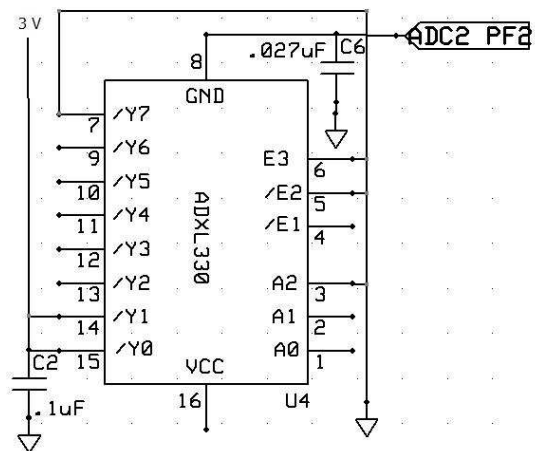 3 V
ADC2 PF2
.027uF
C6
8
GND
7
/Y7
9
/Y6
10
/Y5
11
/Y4
12
/Y3
13
/Y2
14
/Y1
15
/Y0
ADXL330
E3
6
/E2
5
/E1
4
A2
3
A1
2
A0
1
VCC
16
U4
C2
.1uF